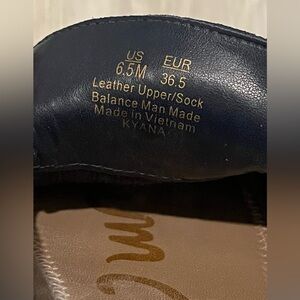 US EUR
6.5M 36.5
Leather Upper/Sock
Balance Man Made
Made in Vietnam
KYANA